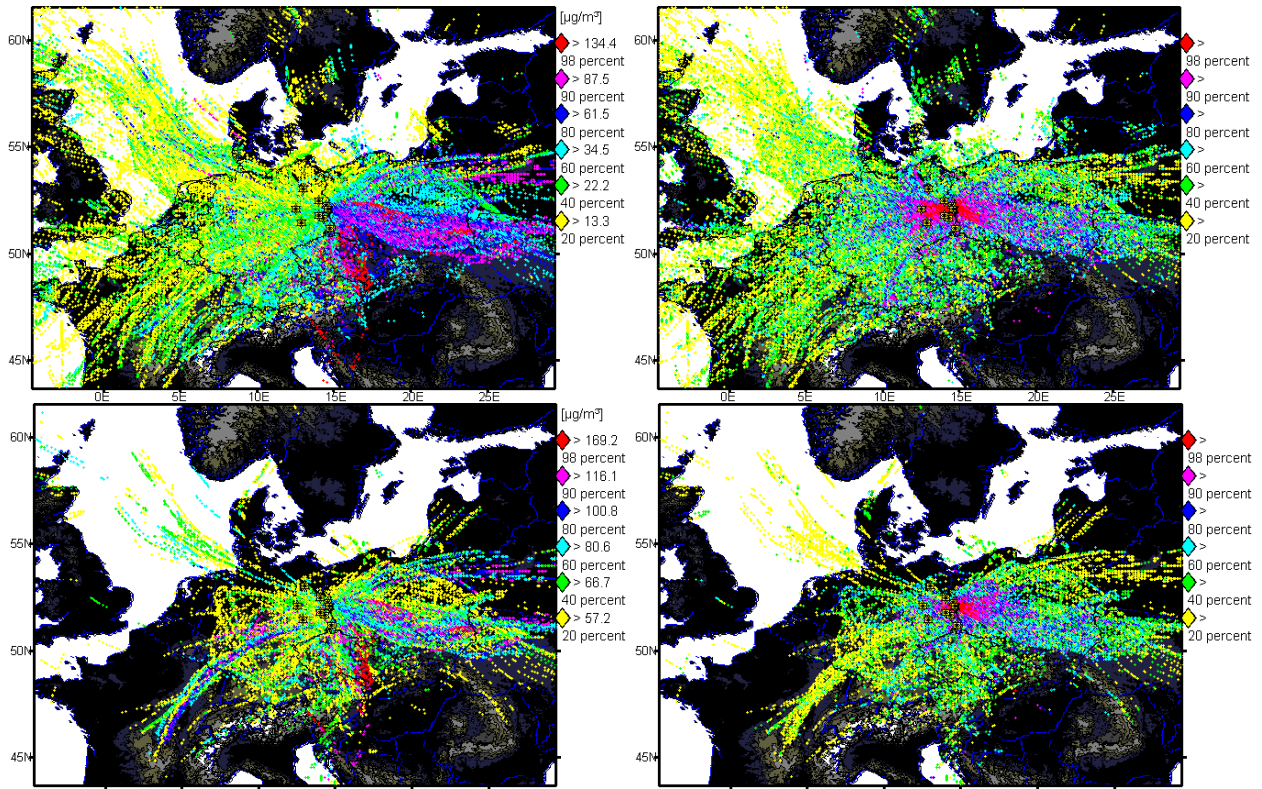 [µg/m³]
60N
> 134.4
98 percent
> 87.5
90 percent
> 61.5
80 percent
55N
> 34.5
60 percent
> 22.2
40 percent
> 13.3
20 percent
50N
45N
0E 5E 10E 15E 20E 25E
60N
>
98 percent
>
90 percent
>
80 percent
55N
>
60 percent
>
40 percent
>
20 percent
50N
45N
0E 5E 10E 15E 20E 25E
[µg/m³]
60N
> 169.2
98 percent
> 116.1
90 percent
> 100.8
80 percent
55N
> 80.6
60 percent
> 66.7
40 percent
> 57.2
20 percent
50N
45N
60N
>
98 percent
>
90 percent
>
80 percent
55N
>
60 percent
>
40 percent
>
20 percent
50N
45N